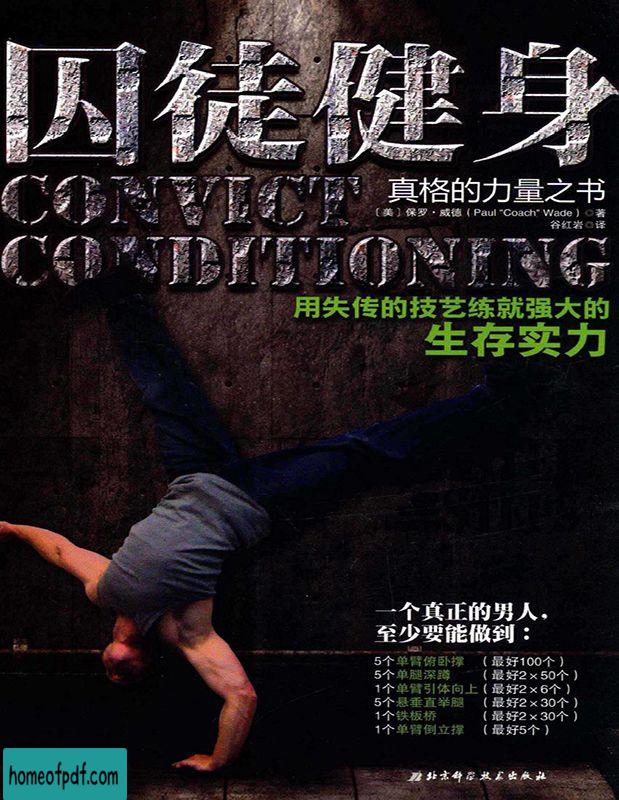 囚徒健身
CONVICT
真格的力量之书
〔美〕保罗·威德（Paul "Coach" Wade）◎著
谷红岩◎译
CONDITIONING
用失传的技艺练就强大的
生存实力
一个真正的男人，
至少要能做到：
5个单臂俯卧撑 （最好100个）
5个单腿深蹲 （最好2×50个）
1个单臂引体向上（最好2×6个）
5个悬垂直举腿 （最好2×30个）
1个铁板桥 （最好2×30个）
1个单臂倒立撑 （最好5个）
北京科学技术出版社
homeofpdf.com